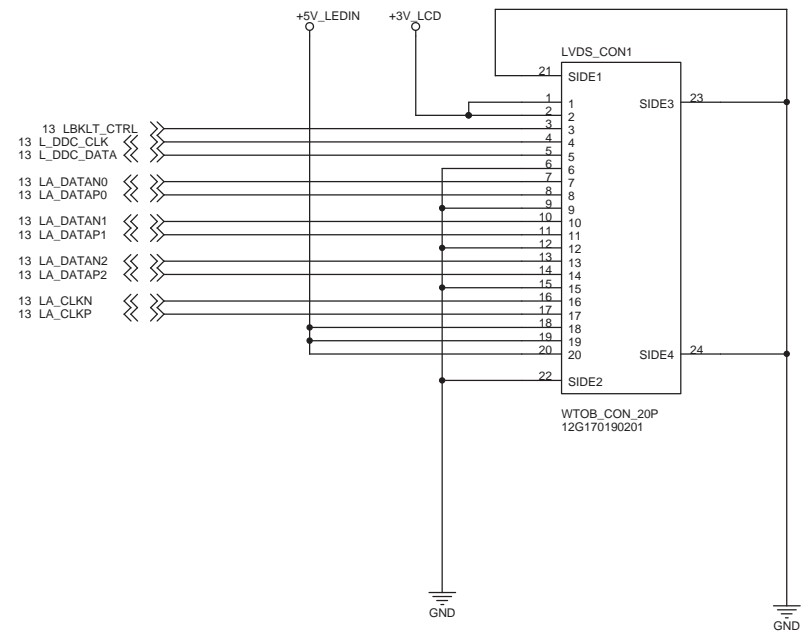 +5V_LEDIN
+3V_LCD
LVDS_CON1
21 SIDE1
1 1
2 2
SIDE3 23
13 LBKLT_CTRL 3 3
13 L_DDC_CLK 4 4
13 L_DDC_DATA 5 5
6 6
13 LA_DATAN0 7 7
13 LA_DATAP0 8 8
9 9
13 LA_DATAN1 10 10
13 LA_DATAP1 11 11
12 12
13 LA_DATAN2 13 13
13 LA_DATAP2 14 14
15 15
13 LA_CLKN 16 16
13 LA_CLKP 17 17
18 18
19 19
20 20
SIDE4 24
22 SIDE2
WTOB_CON_20P
12G170190201
GND
GND